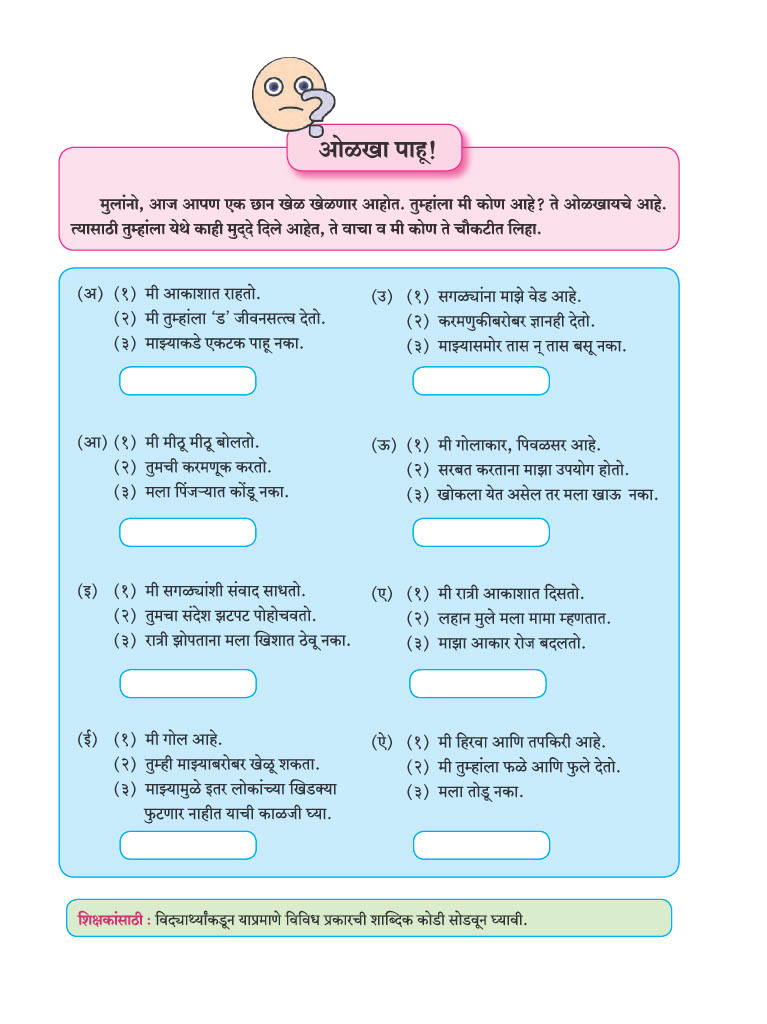 ओळखा पाहू!
मुलांनो, आज आपण एक छान खेळ खेळणार आहोत. तुम्हांला मी कोण आहे? ते ओळखायचे आहे.
त्यासाठी तुम्हांला येथे काही मुद्‌दे दिले आहेत, ते वाचा व मी कोण ते चौकटीत लिहा.
(अ) (१) मी आकाशात राहतो.
(२) मी तुम्हांला ‘ड’ जीवनसत्त्व देतो.
(३) माझ्याकडे एकटक पाहू नका.
(आ) (१) मी मीठू मीठू बोलतो.
(२) तुमची करमणूक करतो.
(३) मला पिंजऱ्यात कोंडू नका.
(इ) (१) मी सगळ्यांशी संवाद साधतो.
(२) तुमचा संदेश झटपट पोहोचवतो.
(३) रात्री झोपताना मला खिशात ठेवू नका.
(ई) (१) मी गोल आहे.
(२) तुम्ही माझ्याबरोबर खेळू शकता.
(३) माझ्यामुळे इतर लोकांच्या खिडक्या
फुटणार नाहीत याची काळजी घ्या.
(उ) (१) सगळ्यांना माझे वेड आहे.
(२) करमणुकीबरोबर ज्ञानही देतो.
(३) माझ्यासमोर तास न् तास बसू नका.
(ऊ) (१) मी गोलाकार, पिवळसर आहे.
(२) सरबत करताना माझा उपयोग होतो.
(३) खोकला येत असेल तर मला खाऊ नका.
(ए) (१) मी रात्री आकाशात दिसतो.
(२) लहान मुले मला मामा म्हणतात.
(३) माझा आकार रोज बदलतो.
(ऐ) (१) मी हिरवा आणि तपकिरी आहे.
(२) मी तुम्हांला फळे आणि फुले देतो.
(३) मला तोडू नका.
शिक्षकांसाठी : विद्यार्थ्यांकडून याप्रमाणे विविध प्रकारची शाब्दिक कोडी सोडवून घ्यावी.